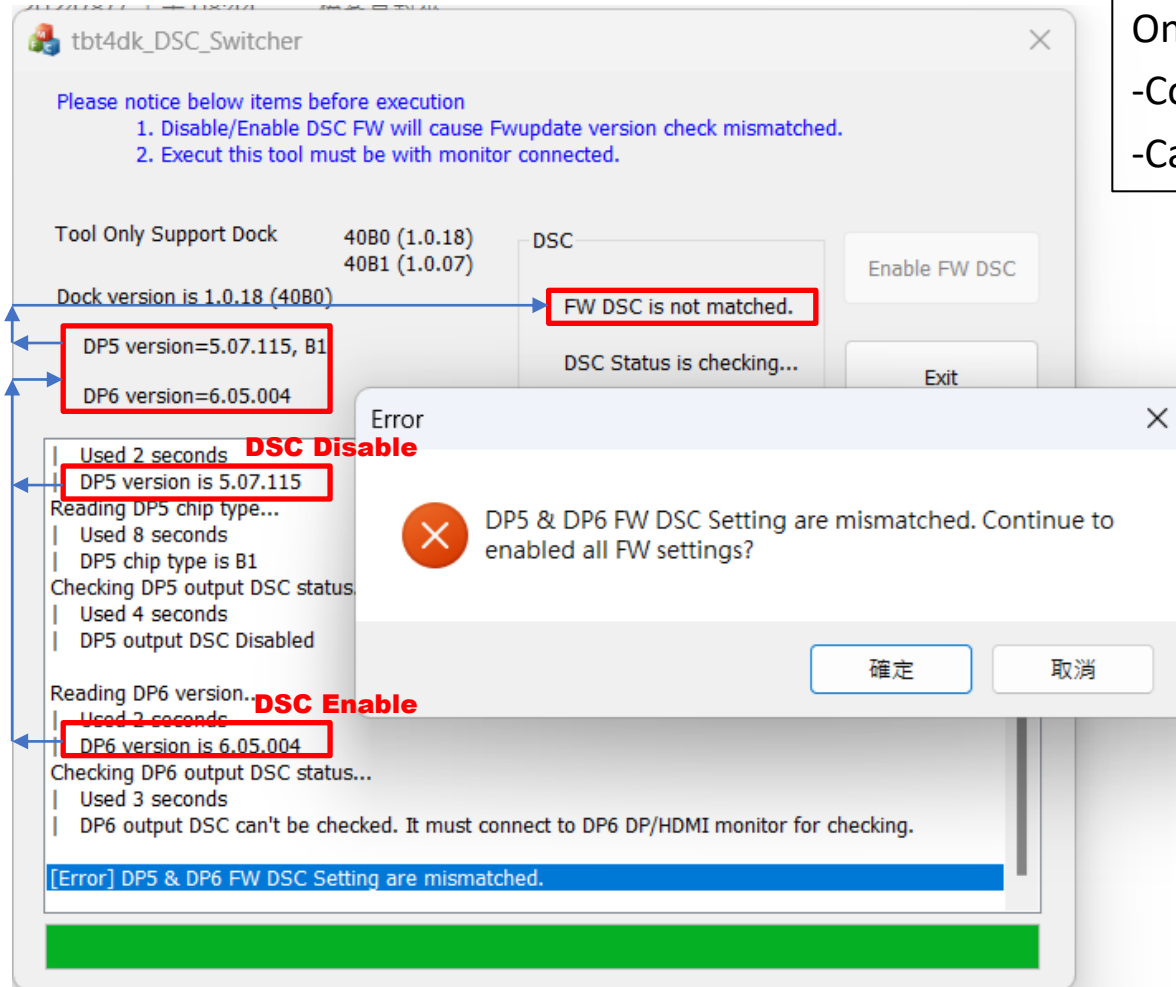 tbt4dk_DSC_Switcher
Please notice below items before execution
1. Disable/Enable DSC FW will cause Fwupdate version check mismatched.
2. Execut this tool must be with monitor connected.
Tool Only Support Dock
40B0 (1.0.18)
40B1 (1.0.07)
Dock version is 1.0.18 (40B0)
DP5 version=5.07.115, B1
DP6 version=6.05.004
DSC
FW DSC is not matched.
DSC Status is checking...
Enable FW DSC
Exit
| Used 2 seconds
DSC Disable
| DP5 version is 5.07.115
Reading DP5 chip type...
| Used 8 seconds
| DP5 chip type is B1
Checking DP5 output DSC status.
| Used 4 seconds
| DP5 output DSC Disabled
Reading DP6 version...
DSC Enable
| Used 2 seconds
| DP6 version is 6.05.004
Checking DP6 output DSC status...
| Used 3 seconds
| DP6 output DSC can't be checked. It must connect to DP6 DP/HDMI monitor for checking.
[Error] DP5 & DP6 FW DSC Setting are mismatched.
Error
DP5 & DP6 FW DSC Setting are mismatched. Continue to
enabled all FW settings?
確定
取消